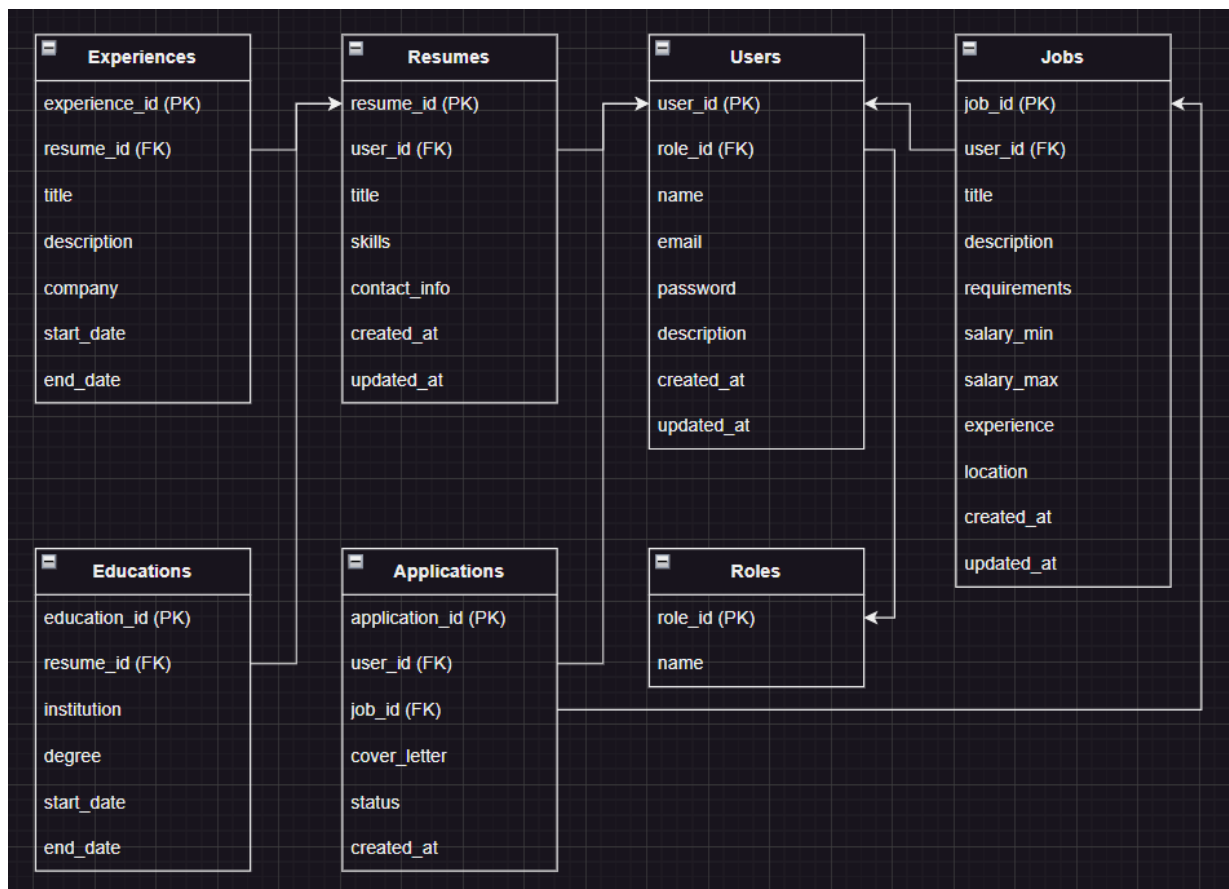 Experiences
experience_id (PK)
resume_id (FK)
title
description
company
start_date
end_date
Resumes
resume_id (PK)
user_id (FK)
title
skills
contact_info
created_at
updated_at
Users
user_id (PK)
role_id (FK)
name
email
password
description
created_at
updated_at
Jobs
job_id (PK)
user_id (FK)
title
description
requirements
salary_min
salary_max
experience
location
created_at
updated_at
Educations
education_id (PK)
resume_id (FK)
institution
degree
start_date
end_date
Applications
application_id (PK)
user_id (FK)
job_id (FK)
cover_letter
status
created_at
Roles
role_id (PK)
name